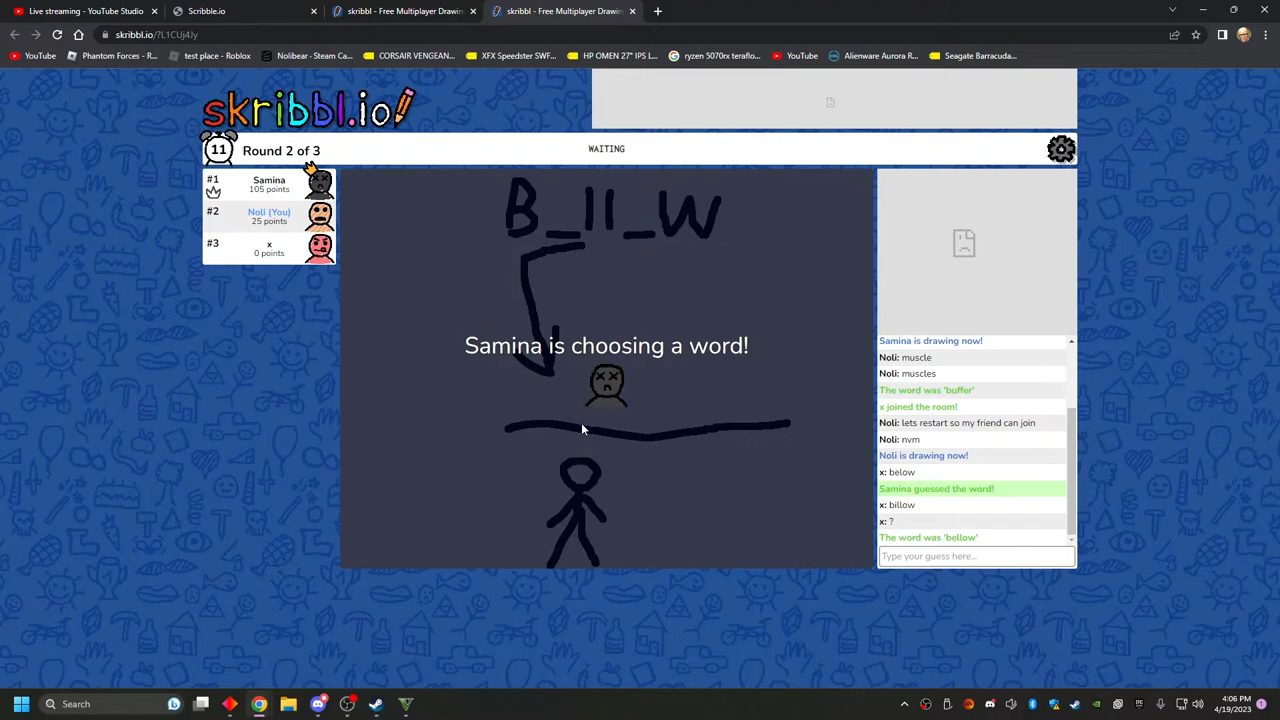 Live streaming - YouTube Studio
Scribble.io
skribbl - Free Multiplayer Drawin
skribbl - Free Multiplayer Drawin
skribbl.io/?L1CUj4Jy
YouTube
Phantom Forces - R...
test place - Roblox
Nolibear - Steam Ca...
CORSAIR VENGEAN...
XFX Speedster SWF...
HP OMEN 27" IPS L...
ryzen 5070rx teraflo...
YouTube
Alienware Aurora R...
Seagate Barracuda...
skribbl.io
11
Round 2 of 3
WAITING
#1
Samina
105 points
#2
Noli (You)
25 points
#3
x
0 points
B_ll_W
Samina is choosing a word!
Samina is drawing now!
Noli: muscle
Noli: muscles
The word was 'buffer'
x joined the room!
Noli: lets restart so my friend can join
Noli: nvm
Noli is drawing now!
x: below
Samina guessed the word!
x: billow
x: ?
The word was 'bellow'
Type your guess here...
Search
4:06 PM
4/19/2023
1